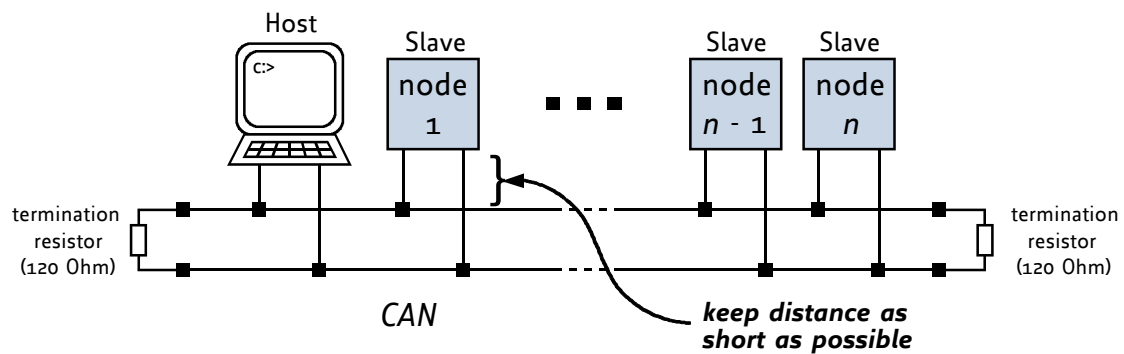 Host
C:>
Slave
node
1
Slave
node
n - 1
Slave
node
n
termination
resistor
(120 Ohm)
termination
resistor
(120 Ohm)
CAN
keep distance as
short as possible